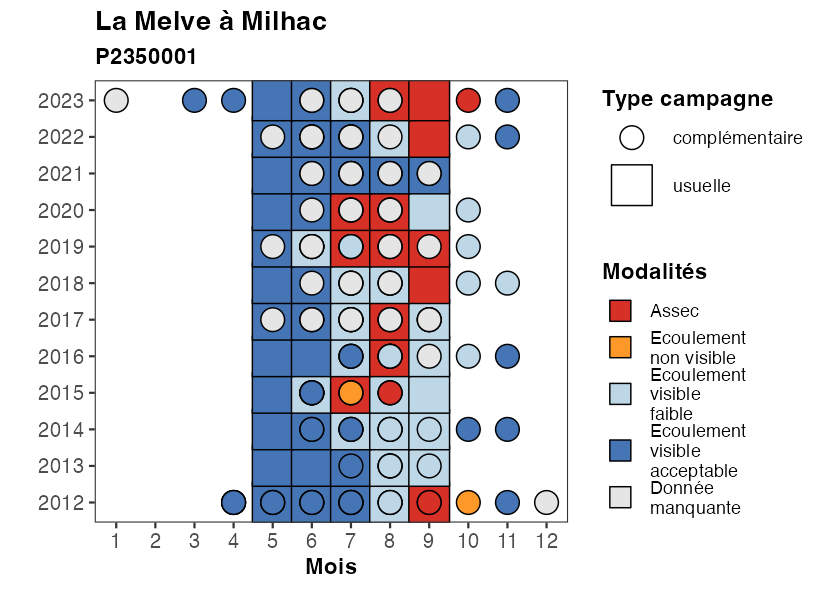 La Melve à Milhac
P2350001
2023
2022
2021
2020
2019
2018
2017
2016
2015
2014
2013
2012
1 2 3 4 5 6 7 8 9 10 11 12
Mois
Type campagne
complémentaire
usuelle
Modalités
Assec
Ecoulement
non visible
Ecoulement
visible
faible
Ecoulement
visible
acceptable
Donnée
manquante